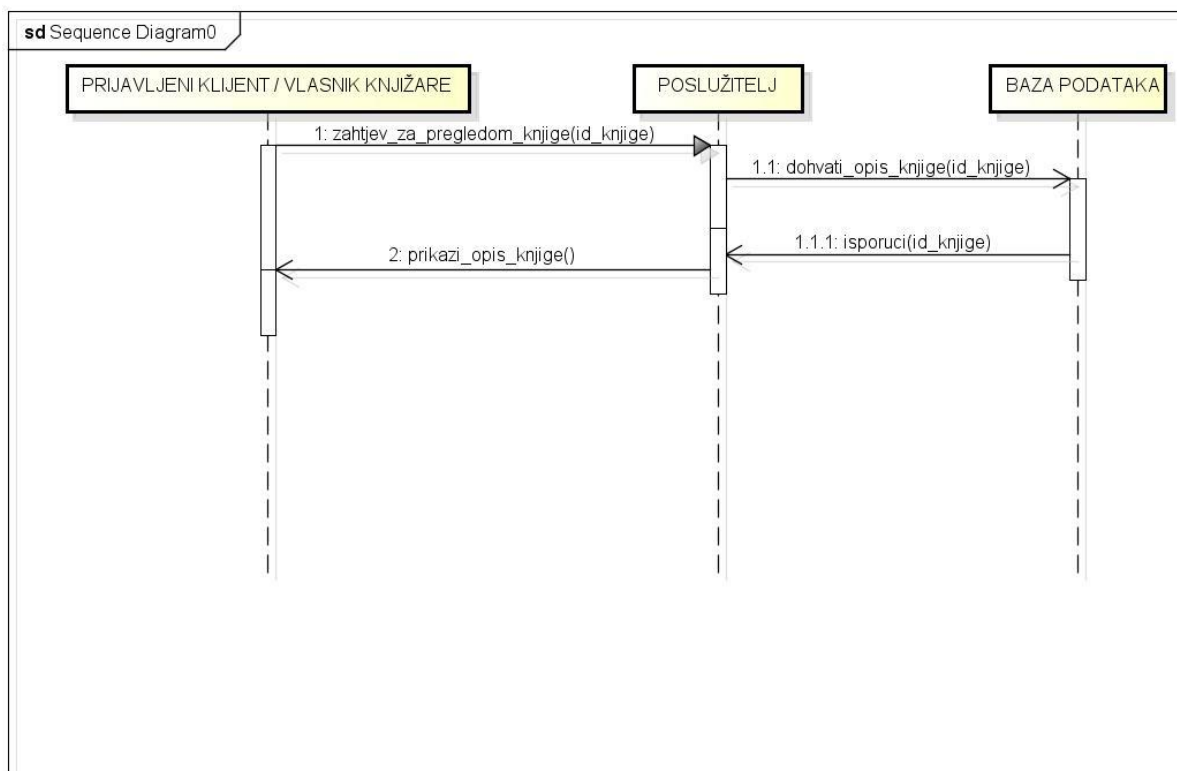 sd Sequence Diagram0
PRIJAVLJENI KLIJENT / VLASNIK KNJIŽARE
POSLUŽITELJ
BAZA PODATAKA
1: zahtjev_za_pregledom_knjige(id_knjige)
1.1: dohvati_opis_knjige(id_knjige)
1.1.1: isporuci(id_knjige)
2: prikazi_opis_knjige()